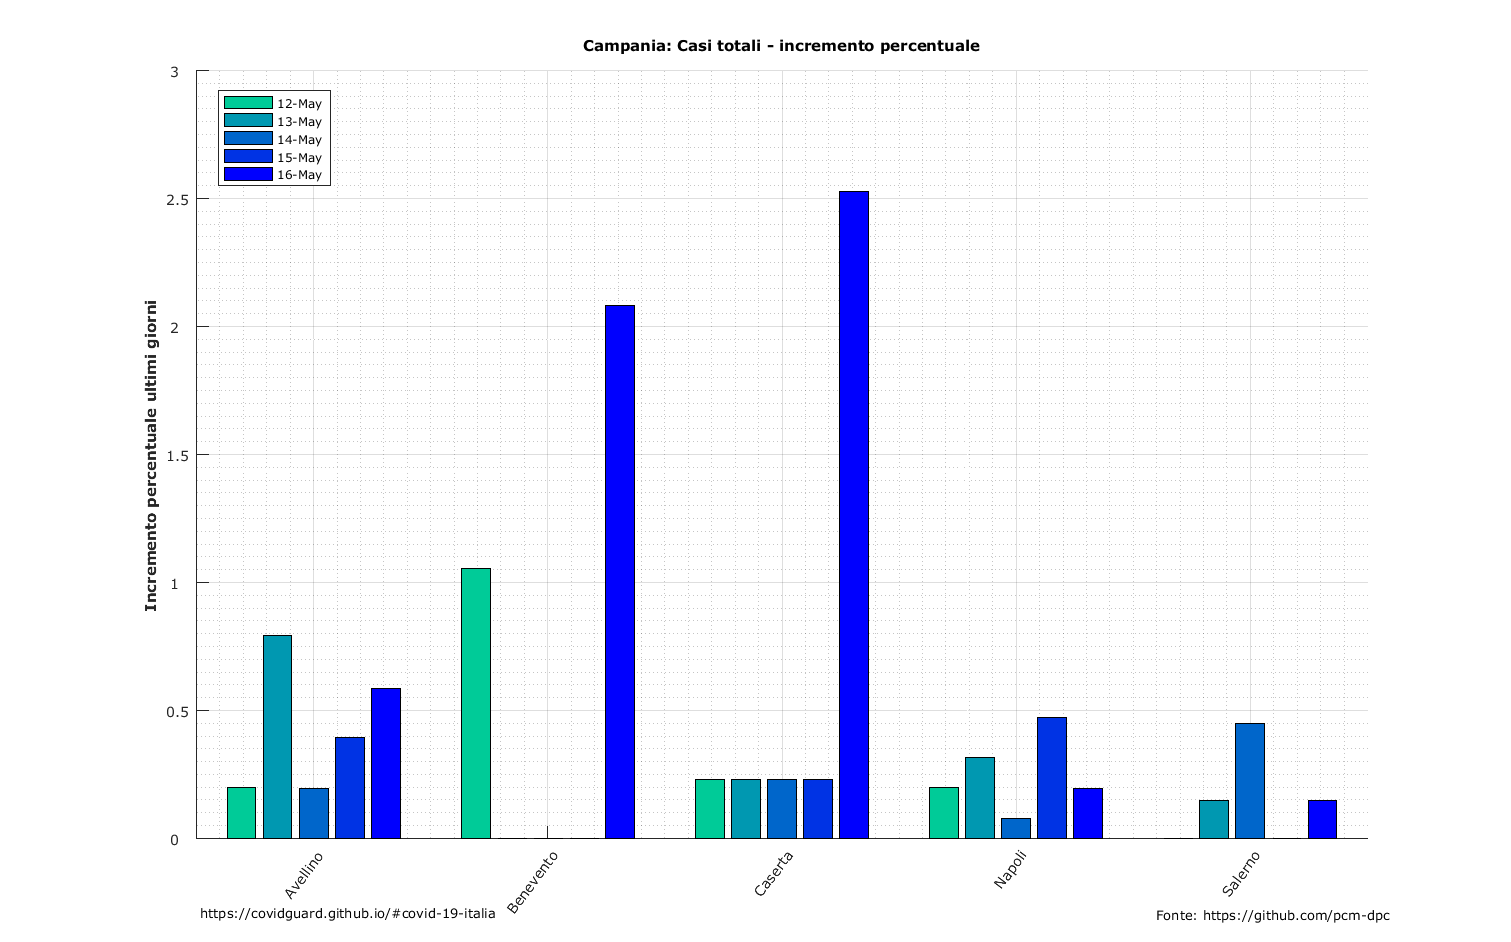 Campania: Casi totali - incremento percentuale
3
2.5
2
1.5
1
0.5
0
Incremento percentuale ultimi giorni
12-May
13-May
14-May
15-May
16-May
Avellino
Benevento
Caserta
Napoli
Salerno
https://covidguard.github.io/#covid-19-italia
Fonte: https://github.com/pcm-dpc